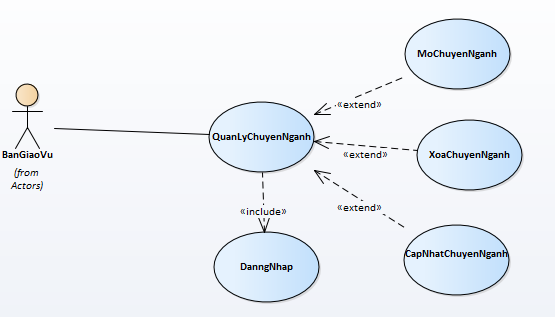 MoChuyenNganh
«extend»
BanGiaoVu
(from
Actors)
QuanLyChuyenNganh
«extend»
XoaChuyenNganh
«extend»
«include»
DanngNhap
CapNhatChuyenNganh